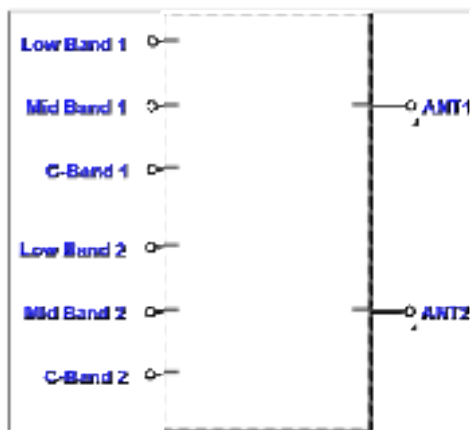 Low Band 1
Mid Band 1
ANT1
C-Band 1
Low Band 2
Mid Band 2
ANT2
C-Band 2